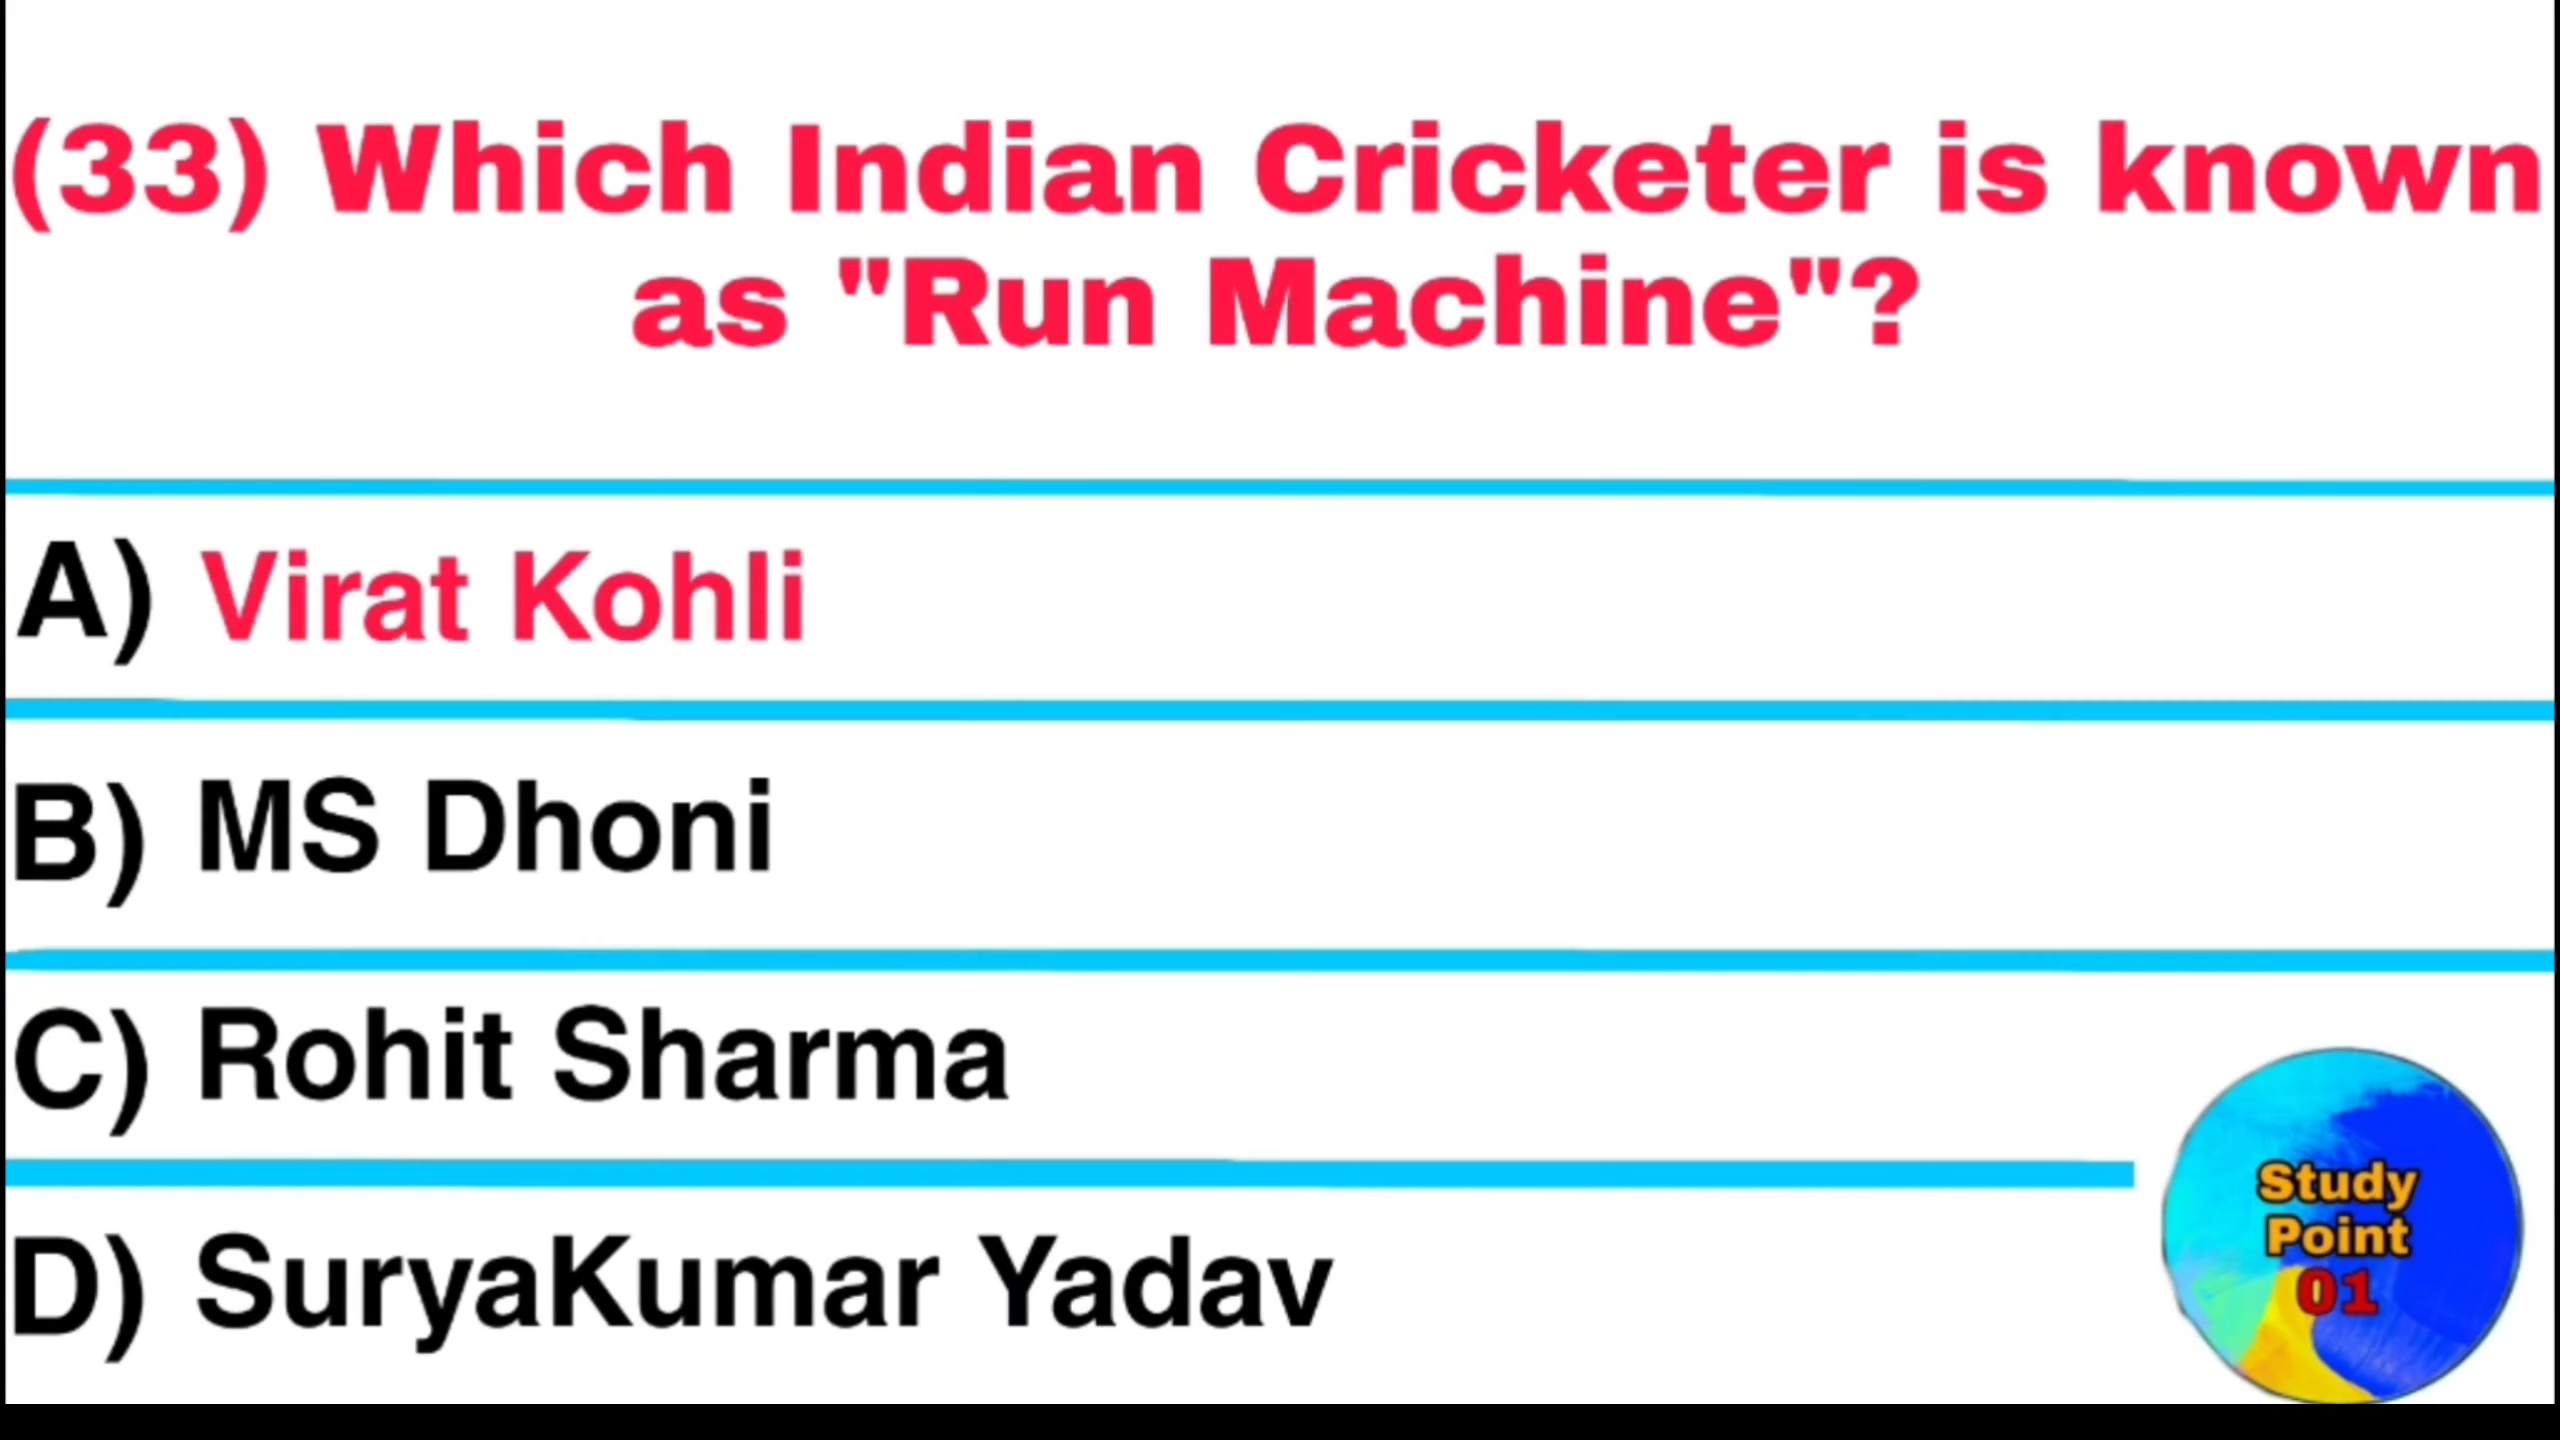 (33) Which Indian Cricketer is known
as "Run Machine"?
A) Virat Kohli
B) MS Dhoni
C) Rohit Sharma
D) SuryaKumar Yadav
Study
Point
01